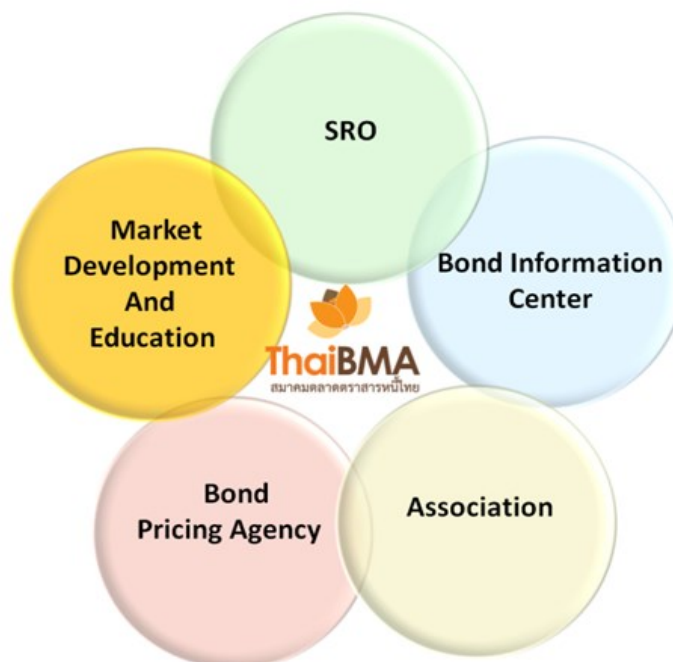 SRO
Market
Development
And
Education
Bond Information
Center
ThaiBMA
สมาคมตลาดตราสารหนี้ไทย
Bond
Pricing Agency
Association